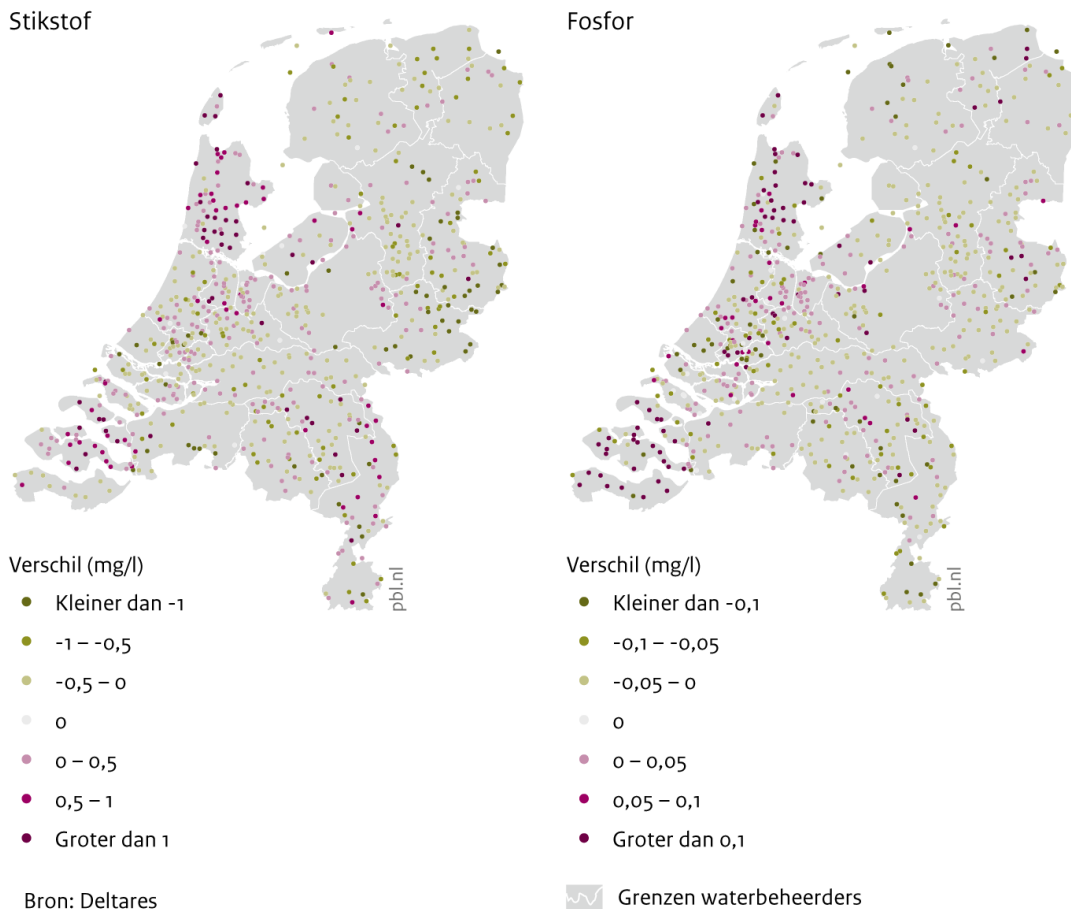 Stikstof
Verschil (mg/l)
Kleiner dan -1
-1 – -0,5
-0,5 – 0
0
0 – 0,5
0,5 – 1
Groter dan 1
pbl.nl
Bron: Deltares
Fosfor
Verschil (mg/l)
Kleiner dan -0,1
-0,1 – -0,05
-0,05 – 0
0
0 – 0,05
0,05 – 0,1
Groter dan 0,1
pbl.nl
Grenzen waterbeheerders